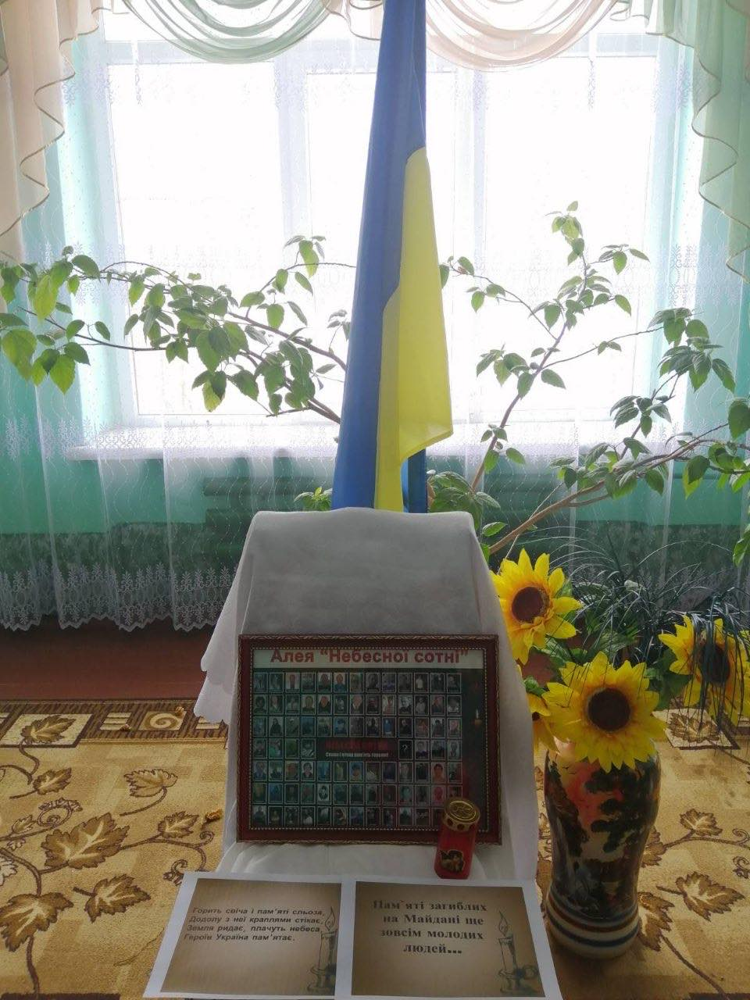 Алея "Небесної сотні"
Горить свіча і пам'яті сльоза,
Додолу з неї краплями стікає,
Земля ридає, плачуть небеса,
Героїв Україна пам'ятає.
Пам`яті загиблих
на Майдані ще
зовсім молодих
людей...